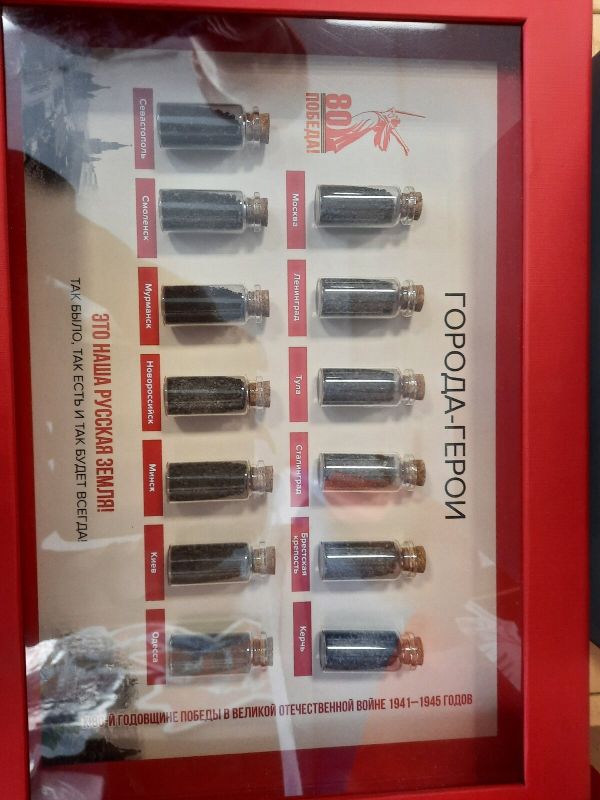 80
ПОБЕДА!
ГОРОДА-ГЕРОИ
Москва
Ленинград
Тула
Сталинград
Брестская
крепость
Керчь
Севастополь
Смоленск
Мурманск
Новороссийск
Минск
Киев
Одесса
ЭТО НАША РУССКАЯ ЗЕМЛЯ!
ТАК БЫЛО, ТАК ЕСТЬ И ТАК БУДЕТ ВСЕГДА!
80-Й ГОДОВЩИНЕ ПОБЕДЫ В ВЕЛИКОЙ ОТЕЧЕСТВЕННОЙ ВОЙНЕ 1941–1945 ГОДОВ